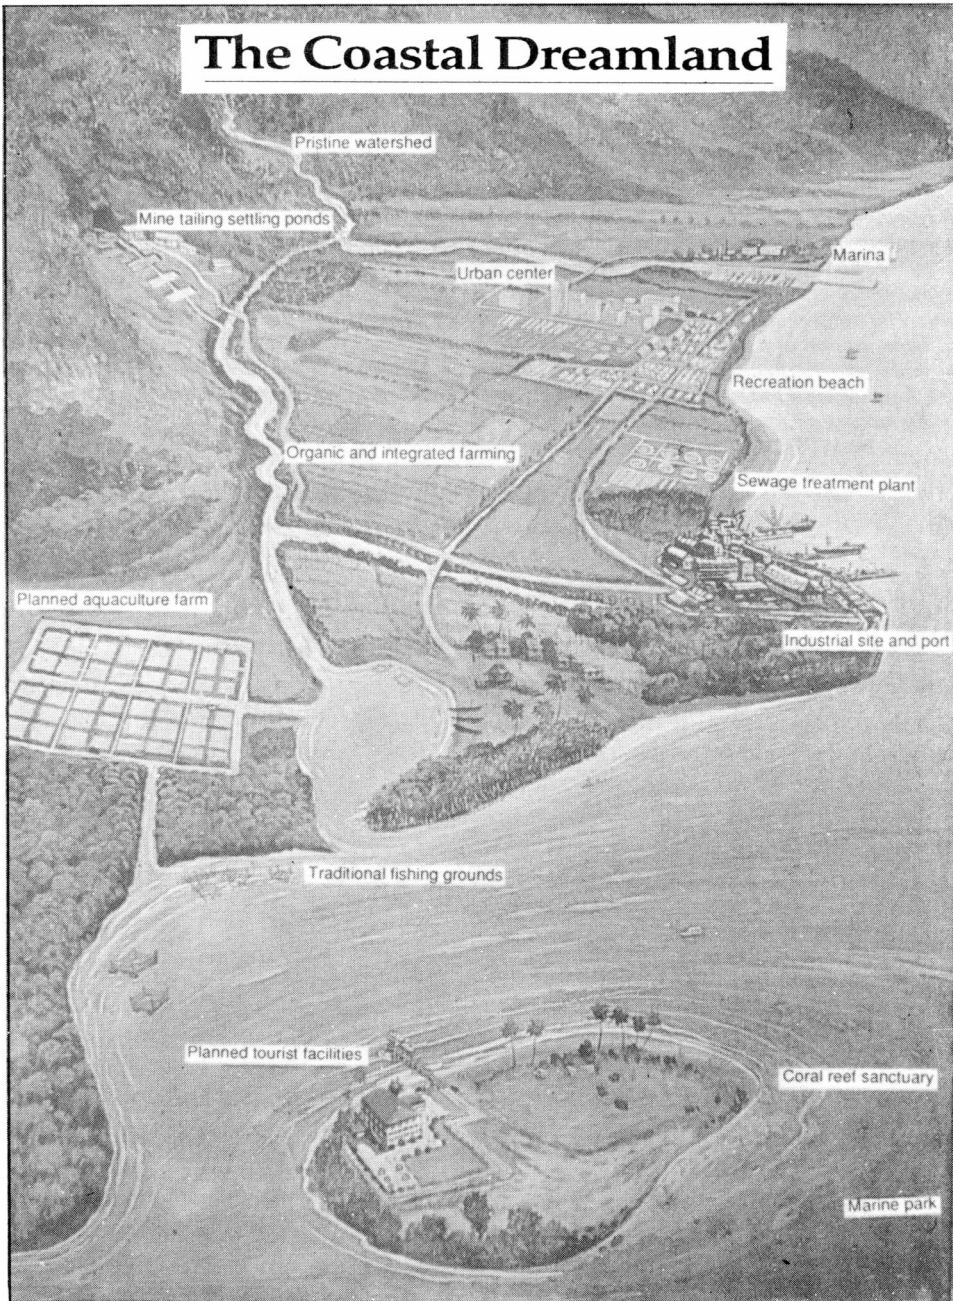 The Coastal Dreamland
Pristine watershed
Mine tailing settling ponds
Marina
Urban center
Recreation beach
Organic and integrated farming
Sewage treatment plant
Planned aquaculture farm
Industrial site and port
Traditional fishing grounds
Planned tourist facilities
Coral reef sanctuary
Marine park